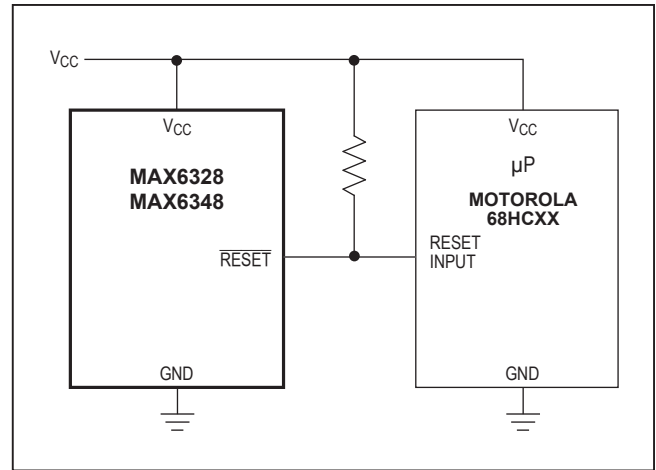 VCC
VCC
MAX6328
MAX6348
RESET
GND
VCC
µP
MOTOROLA
68HCXX
RESET
INPUT
GND